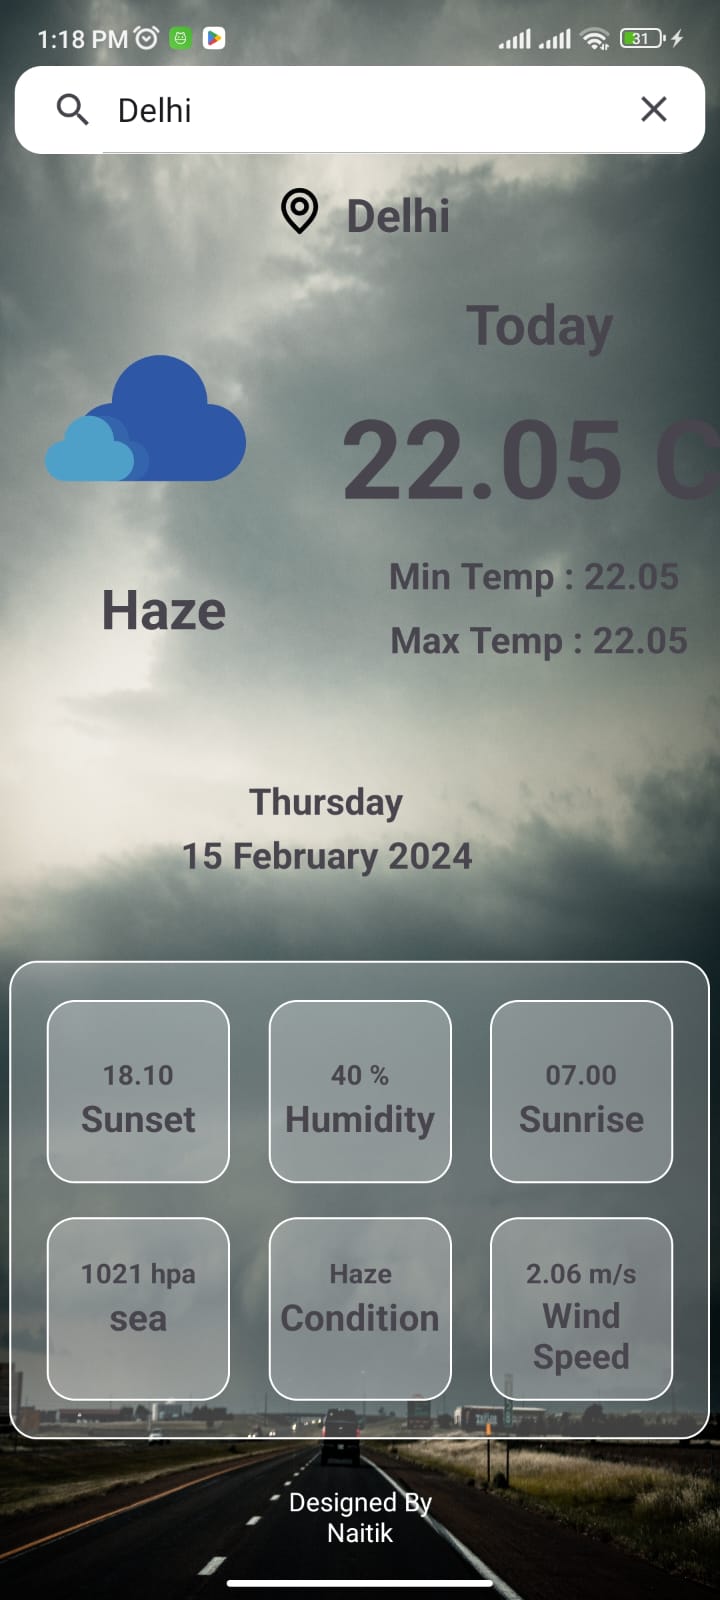 1:18 PM
31
Delhi
Delhi
Today
22.05 C
Haze
Min Temp : 22.05
Max Temp : 22.05
Thursday
15 February 2024
18.10
Sunset
40 %
Humidity
07.00
Sunrise
1021 hpa
sea
Haze
Condition
2.06 m/s
Wind
Speed
Designed By
Naitik